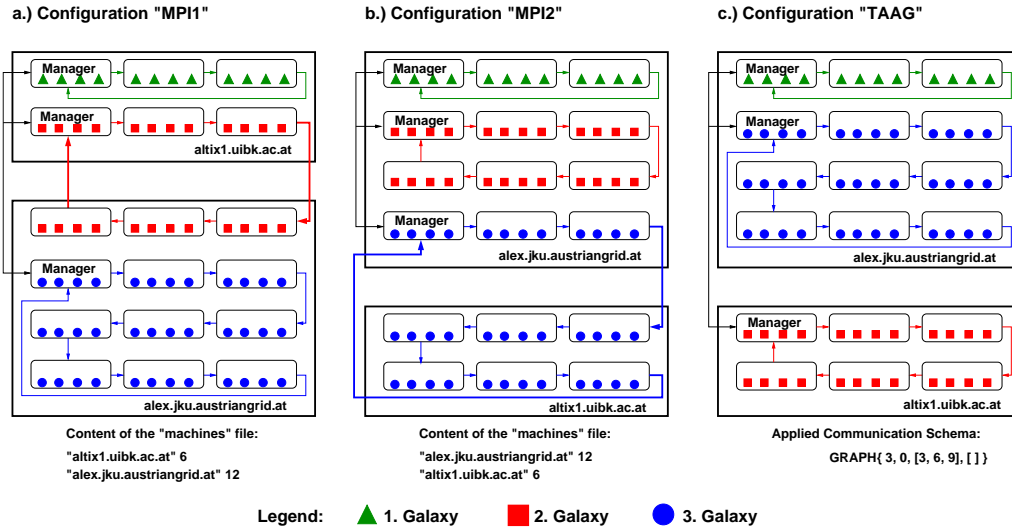 a.) Configuration "MPI1"
b.) Configuration "MPI2"
c.) Configuration "TAAG"
Manager
Manager
altix1.uibk.ac.at
Manager
alex.jku.austriangrid.at
Content of the "machines" file:
"altix1.uibk.ac.at" 6
"alex.jku.austriangrid.at" 12
Manager
Manager
Manager
alex.jku.austriangrid.at
altix1.uibk.ac.at
Content of the "machines" file:
"alex.jku.austriangrid.at" 12
"altix1.uibk.ac.at" 6
Manager
Manager
alex.jku.austriangrid.at
Manager
altix1.uibk.ac.at
Applied Communication Schema:
GRAPH{ 3, 0, [3, 6, 9], [ ] }
Legend: 1. Galaxy 2. Galaxy 3. Galaxy